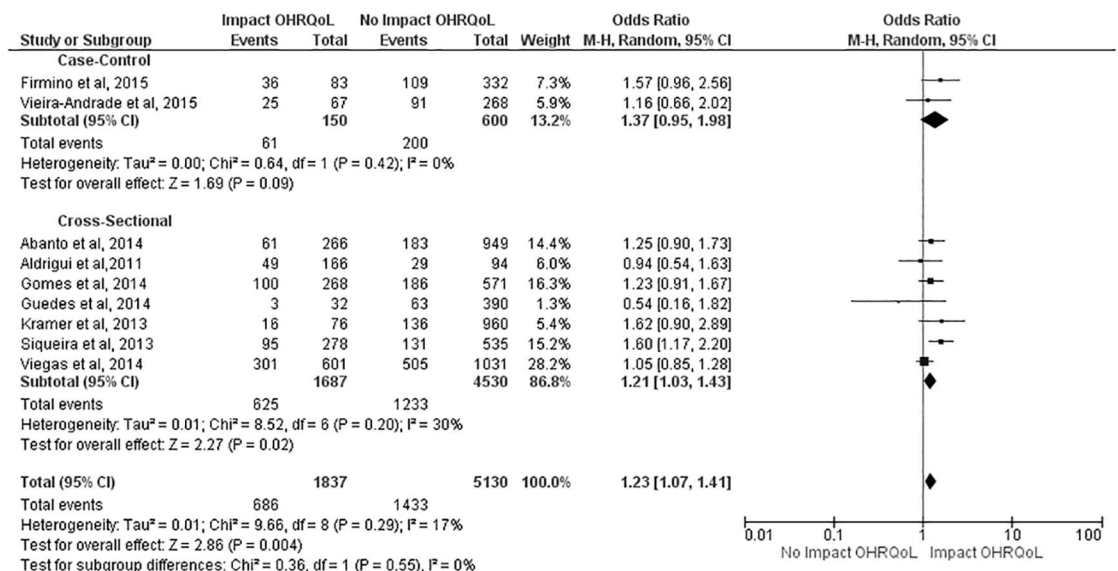 Impact OHRQoL No Impact OHRQoL Odds Ratio Odds Ratio
Study or Subgroup Events Total Events Total Weight M-H, Random, 95% CI M-H, Random, 95% CI
Case-Control
Firmino et al, 2015 36 83 109 332 7.3% 1.57 [0.96, 2.56]
Vieira-Andrade et al, 2015 25 67 91 268 5.9% 1.16 [0.66, 2.02]
Subtotal (95% CI) 150 600 13.2% 1.37 [0.95, 1.98]
Total events 61 200
Heterogeneity: Tau² = 0.00; Chi² = 0.64, df = 1 (P = 0.42); I² = 0%
Test for overall effect: Z = 1.69 (P = 0.09)
Cross-Sectional
Abanto et al, 2014 61 266 183 949 14.4% 1.25 [0.90, 1.73]
Aldrigui et al,2011 49 166 29 94 6.0% 0.94 [0.54, 1.63]
Gomes et al, 2014 100 268 186 571 16.3% 1.23 [0.91, 1.67]
Guedes et al, 2014 3 32 63 390 1.3% 0.54 [0.16, 1.82]
Kramer et al, 2013 16 76 136 960 5.4% 1.62 [0.90, 2.89]
Siqueira et al, 2013 95 278 131 535 15.2% 1.60 [1.17, 2.20]
Viegas et al, 2014 301 601 505 1031 28.2% 1.05 [0.85, 1.28]
Subtotal (95% CI) 1687 4530 86.8% 1.21 [1.03, 1.43]
Total events 625 1233
Heterogeneity: Tau² = 0.01; Chi² = 8.52, df = 6 (P = 0.20); I² = 30%
Test for overall effect: Z = 2.27 (P = 0.02)
Total (95% CI) 1837 5130 100.0% 1.23 [1.07, 1.41]
Total events 686 1433
Heterogeneity: Tau² = 0.01; Chi² = 9.66, df = 8 (P = 0.29); I² = 17%
Test for overall effect: Z = 2.86 (P = 0.004)
Test for subgroup differences: Chi² = 0.36, df = 1 (P = 0.55), I² = 0%
0.01 0.1 1 10 100
No Impact OHRQoL Impact OHRQoL